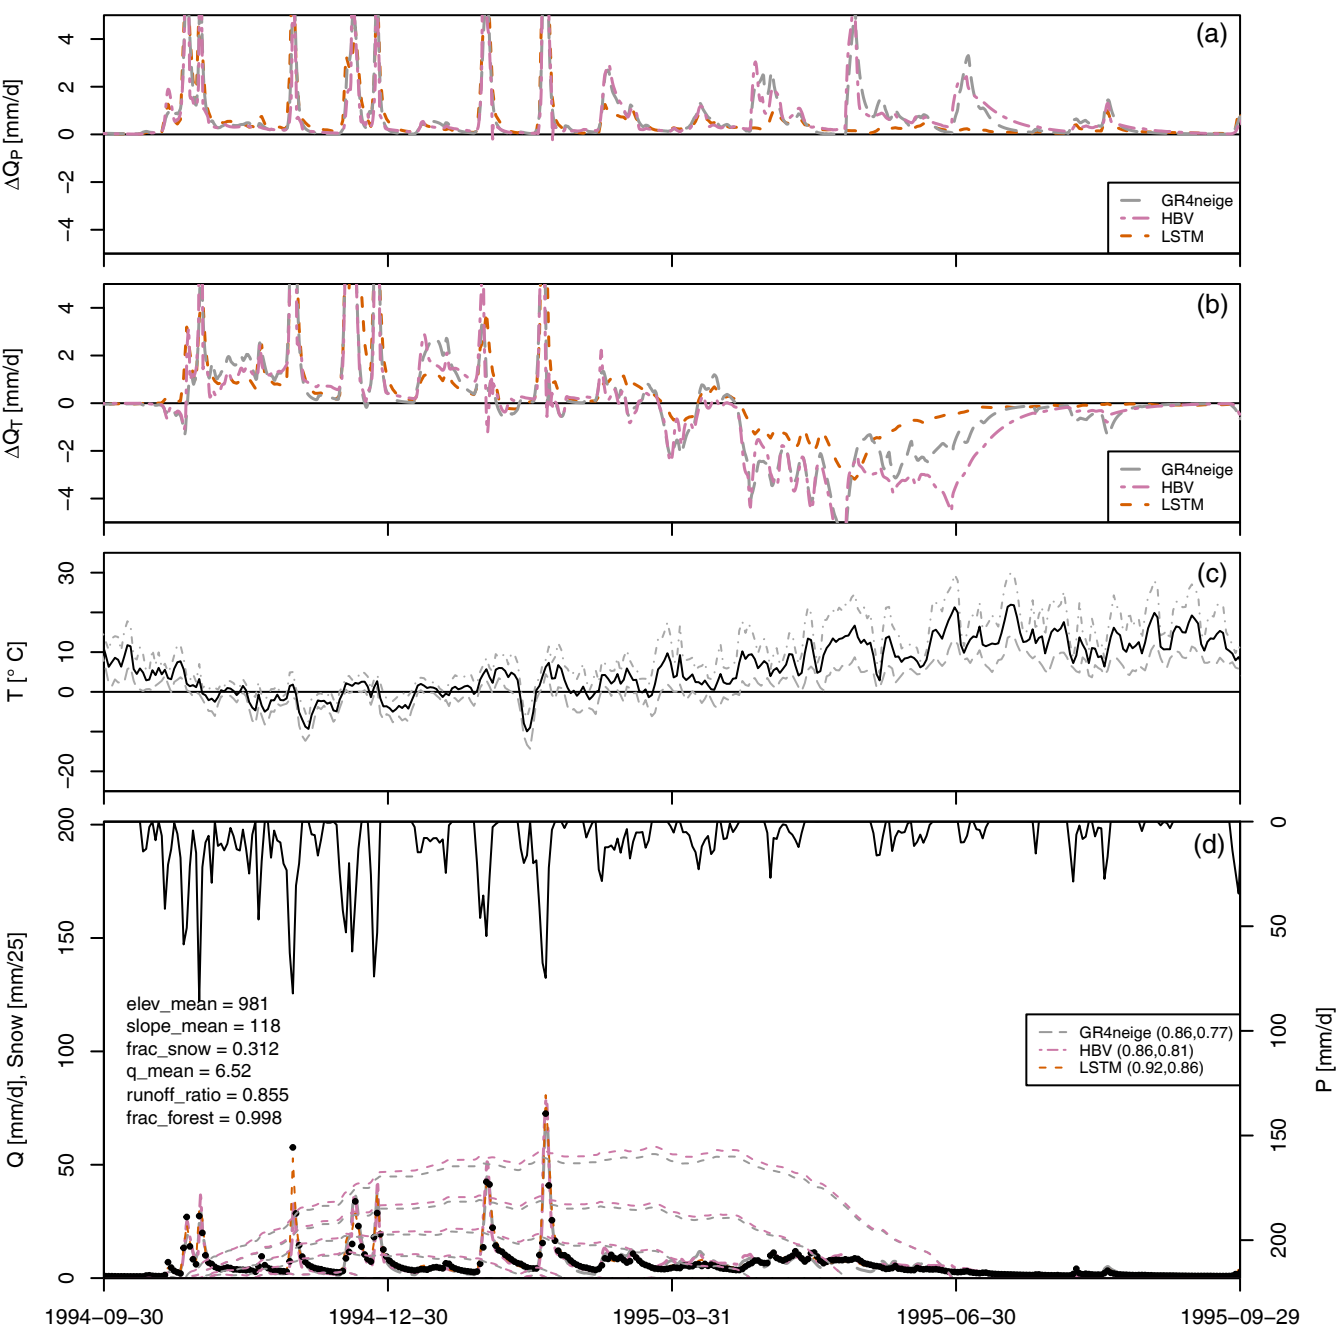 (a)
4
2
0
−2
−4
ΔQP [mm/d]
GR4neige
HBV
LSTM
(b)
4
2
0
−2
−4
ΔQT [mm/d]
GR4neige
HBV
LSTM
(c)
30
10
0
−20
T [° C]
(d)
200
150
100
50
0
Q [mm/d], Snow [mm/25]
0
50
100
150
200
P [mm/d]
elev_mean = 981
slope_mean = 118
frac_snow = 0.312
q_mean = 6.52
runoff_ratio = 0.855
frac_forest = 0.998
GR4neige (0.86,0.77)
HBV (0.86,0.81)
LSTM (0.92,0.86)
1994−09−30 1994−12−30 1995−03−31 1995−06−30 1995−09−29